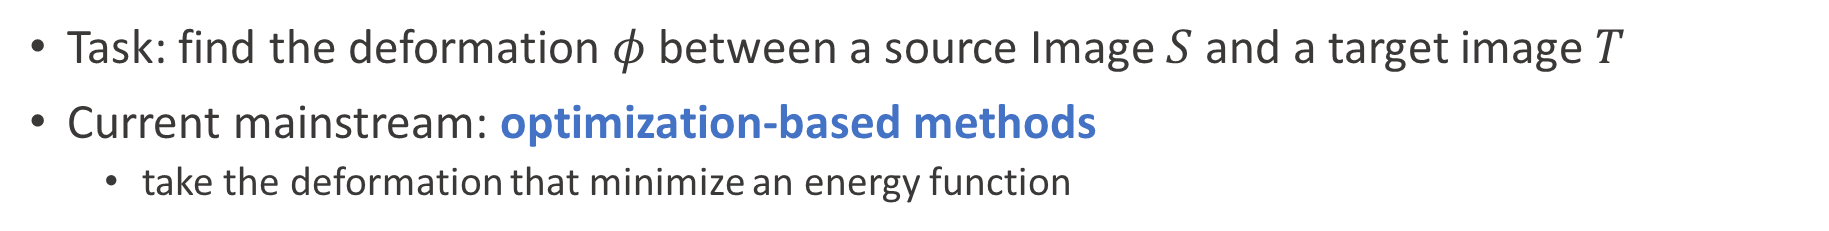 • Task: find the deformation ϕ between a source Image S and a target image T
• Current mainstream: optimization-based methods
• take the deformation that minimize an energy function